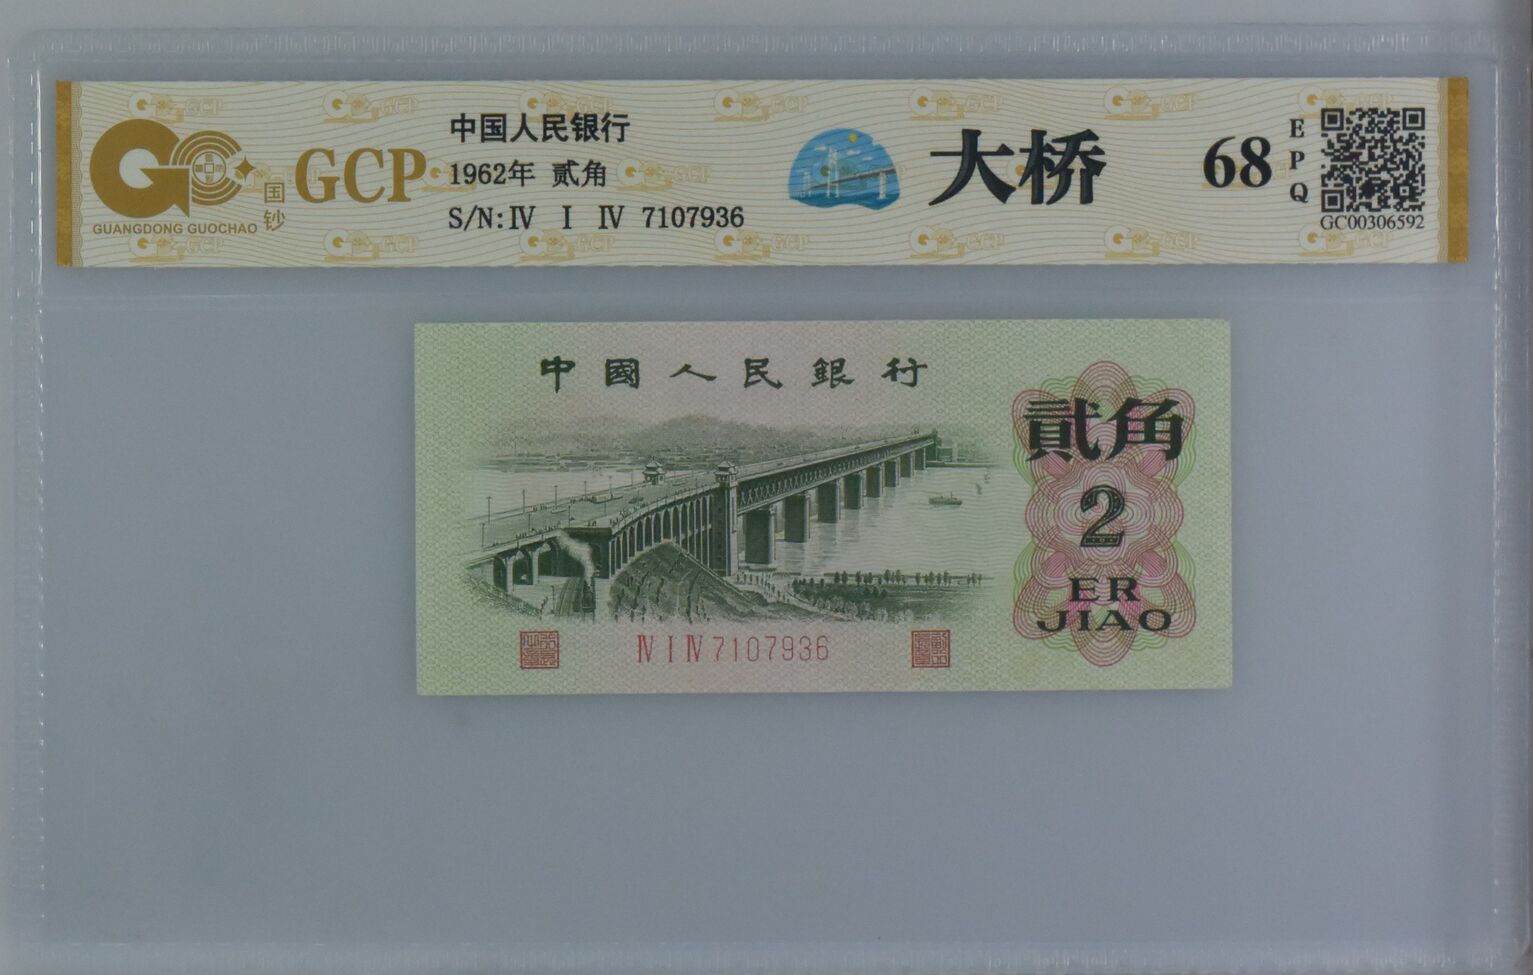 GCP
国钞
GUANGDONG GUOCHAO
中国人民银行
1962年 贰角
S/N: Ⅳ Ⅰ Ⅳ 7107936
大桥
68
EPQ
GC00306592
中國人民銀行
貳角
2
ER
JIAO
Ⅳ Ⅰ Ⅳ 7107936